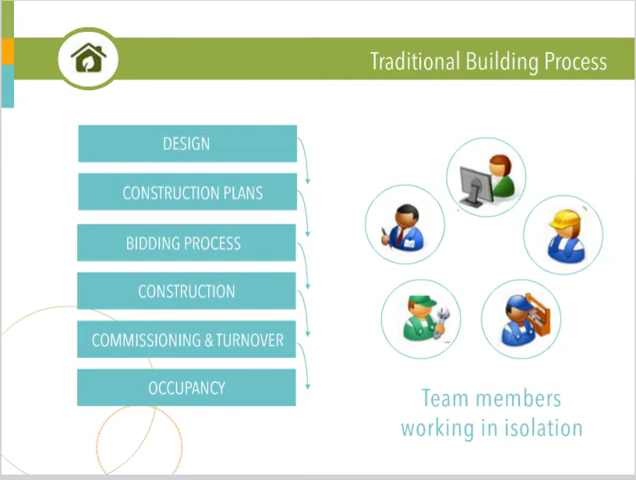 Traditional Building Process
DESIGN
CONSTRUCTION PLANS
BIDDING PROCESS
CONSTRUCTION
COMMISSIONING & TURNOVER
OCCUPANCY
Team members
working in isolation